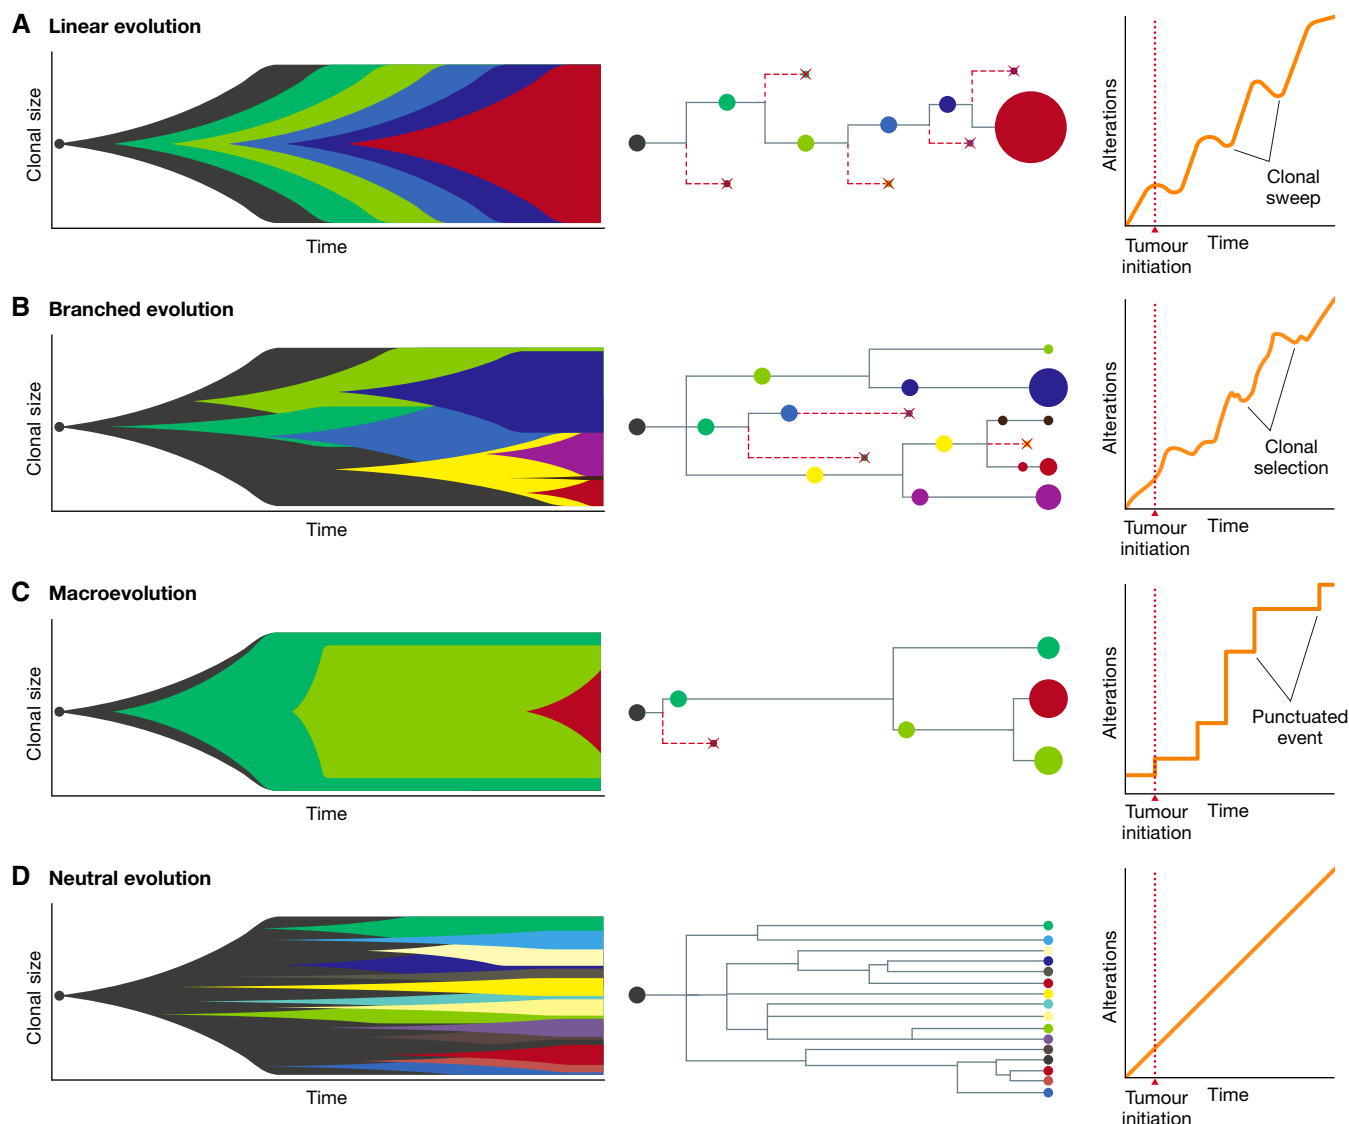 A Linear evolution
Clonal size
Time
Alterations
Clonal
sweep
Tumour
initiation
Time
B Branched evolution
Clonal size
Time
Alterations
Clonal
selection
Tumour
initiation
Time
C Macroevolution
Clonal size
Time
Alterations
Punctuated
event
Tumour
initiation
Time
D Neutral evolution
Clonal size
Time
Alterations
Tumour
initiation
Time